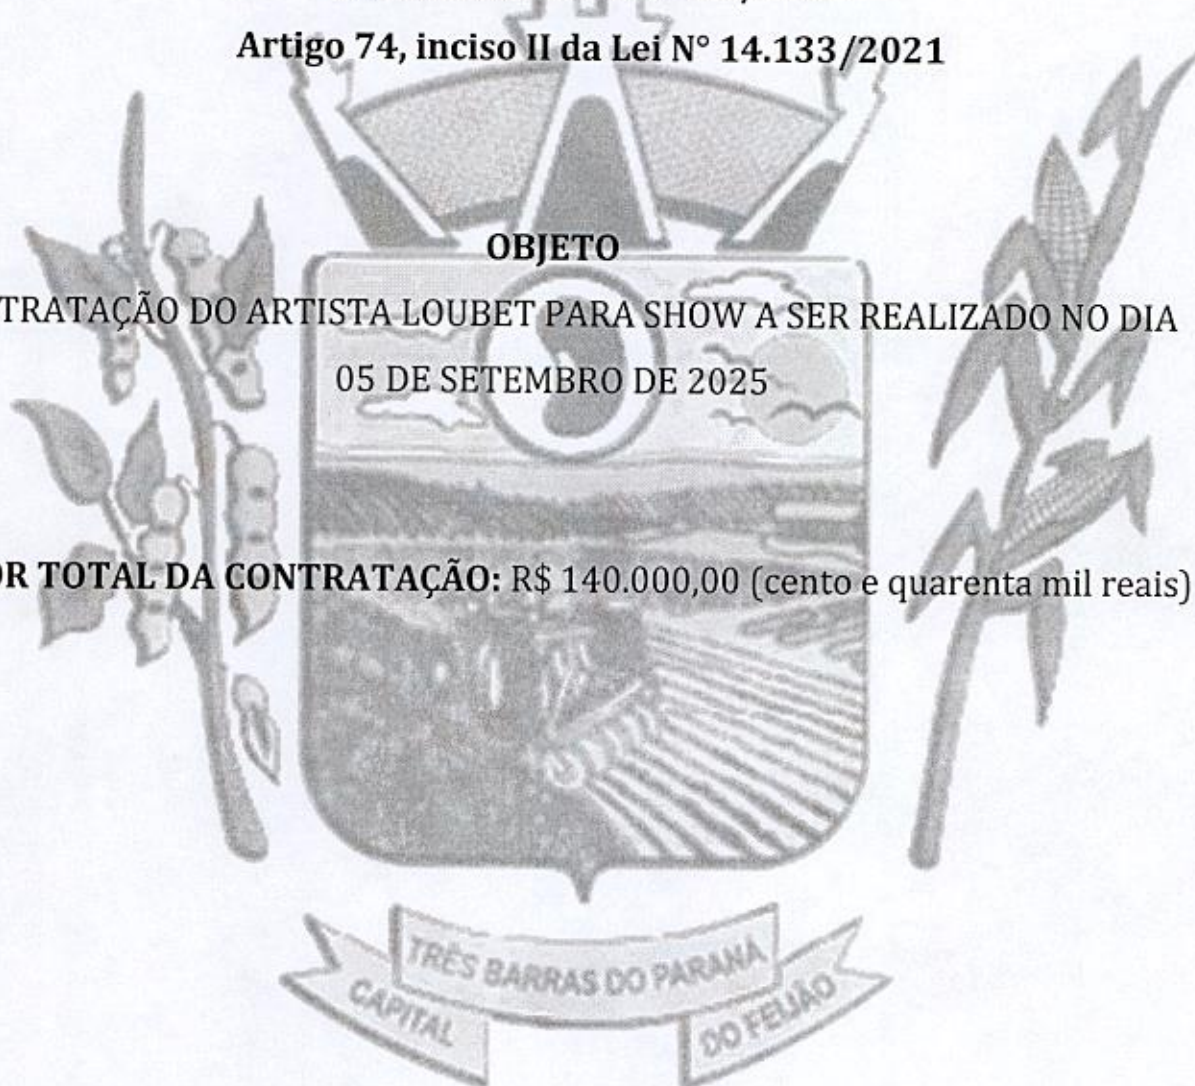 Artigo 74, inciso II da Lei N° 14.133/2021
OBJETO
TRATAÇÃO DO ARTISTA LOUBET PARA SHOW A SER REALIZADO NO DIA
05 DE SETEMBRO DE 2025
OR TOTAL DA CONTRATAÇÃO: R$ 140.000,00 (cento e quarenta mil reais)
TRÊS BARRAS DO PARANÁ
CAPITAL DO FEIJÃO